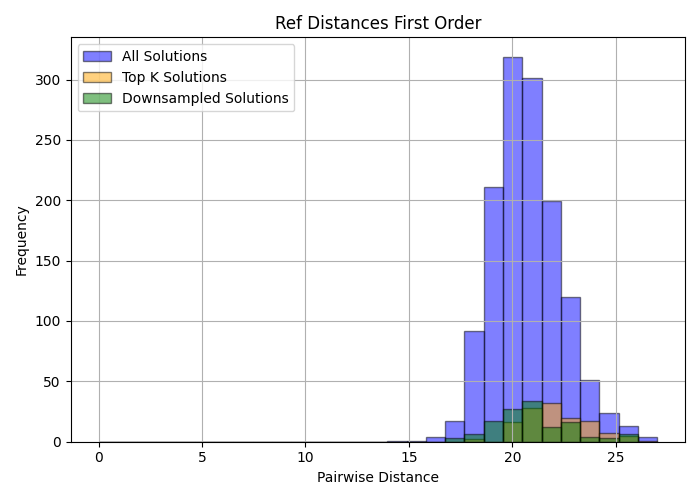 Ref Distances First Order
All Solutions
Top K Solutions
Downsampled Solutions
Frequency
300
250
200
150
100
50
0
0 5 10 15 20 25
Pairwise Distance